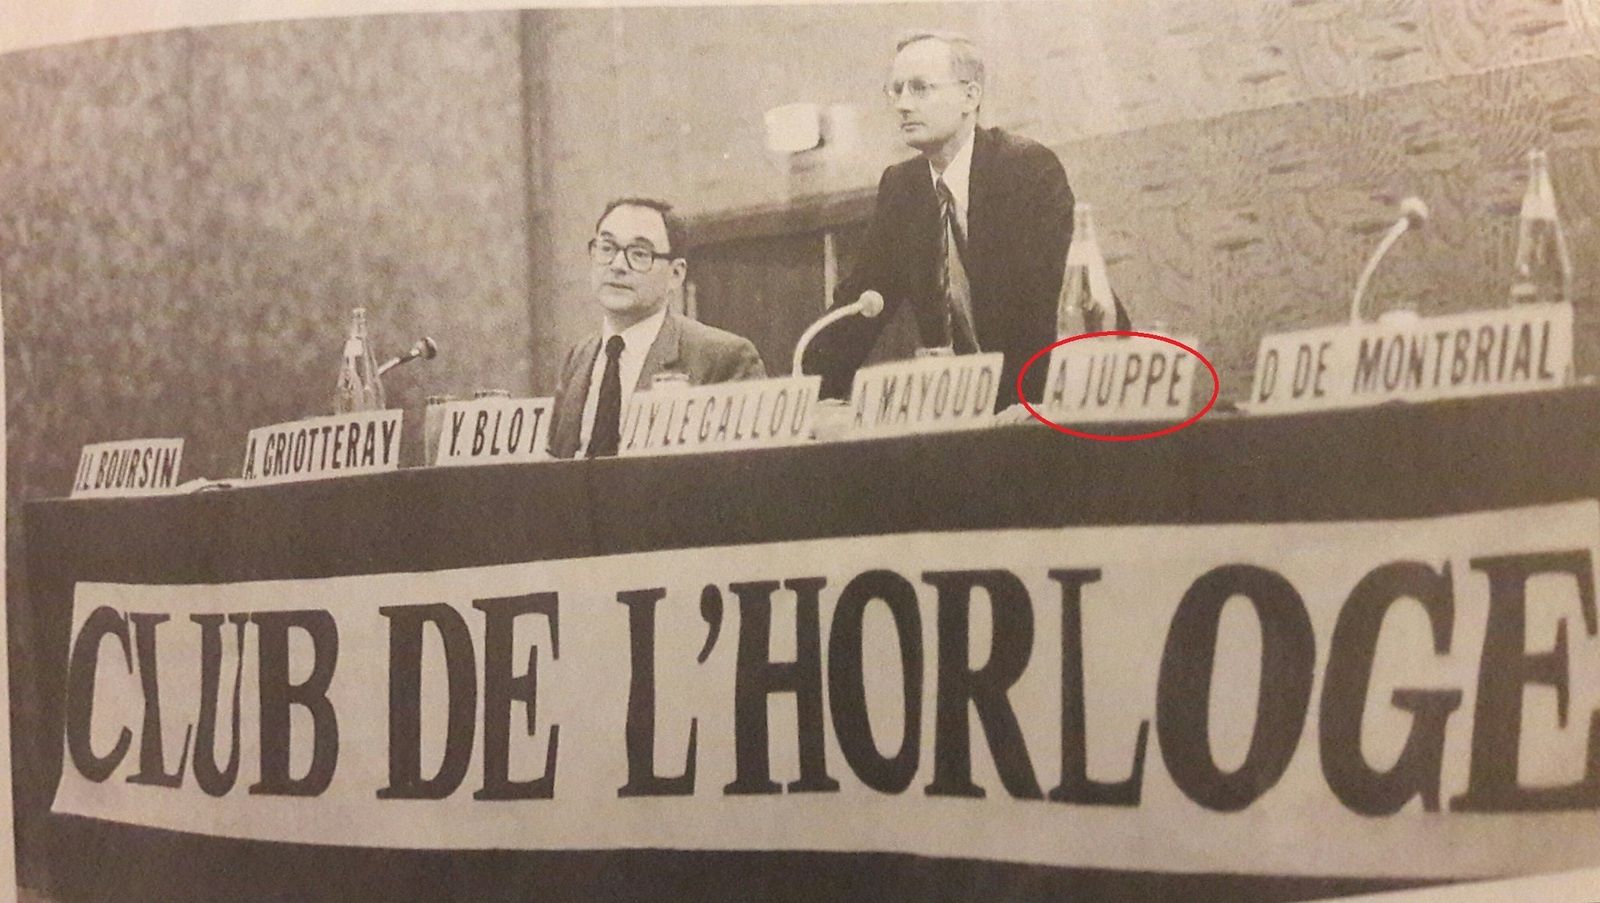 J.L BOURSIN
A. GRIOTTERAY
Y. BLOT
J.Y. LE GALLOU
A MAYOUD
A. JUPPE
D DE MONTBRIAL
CLUB DE L'HORLOGE